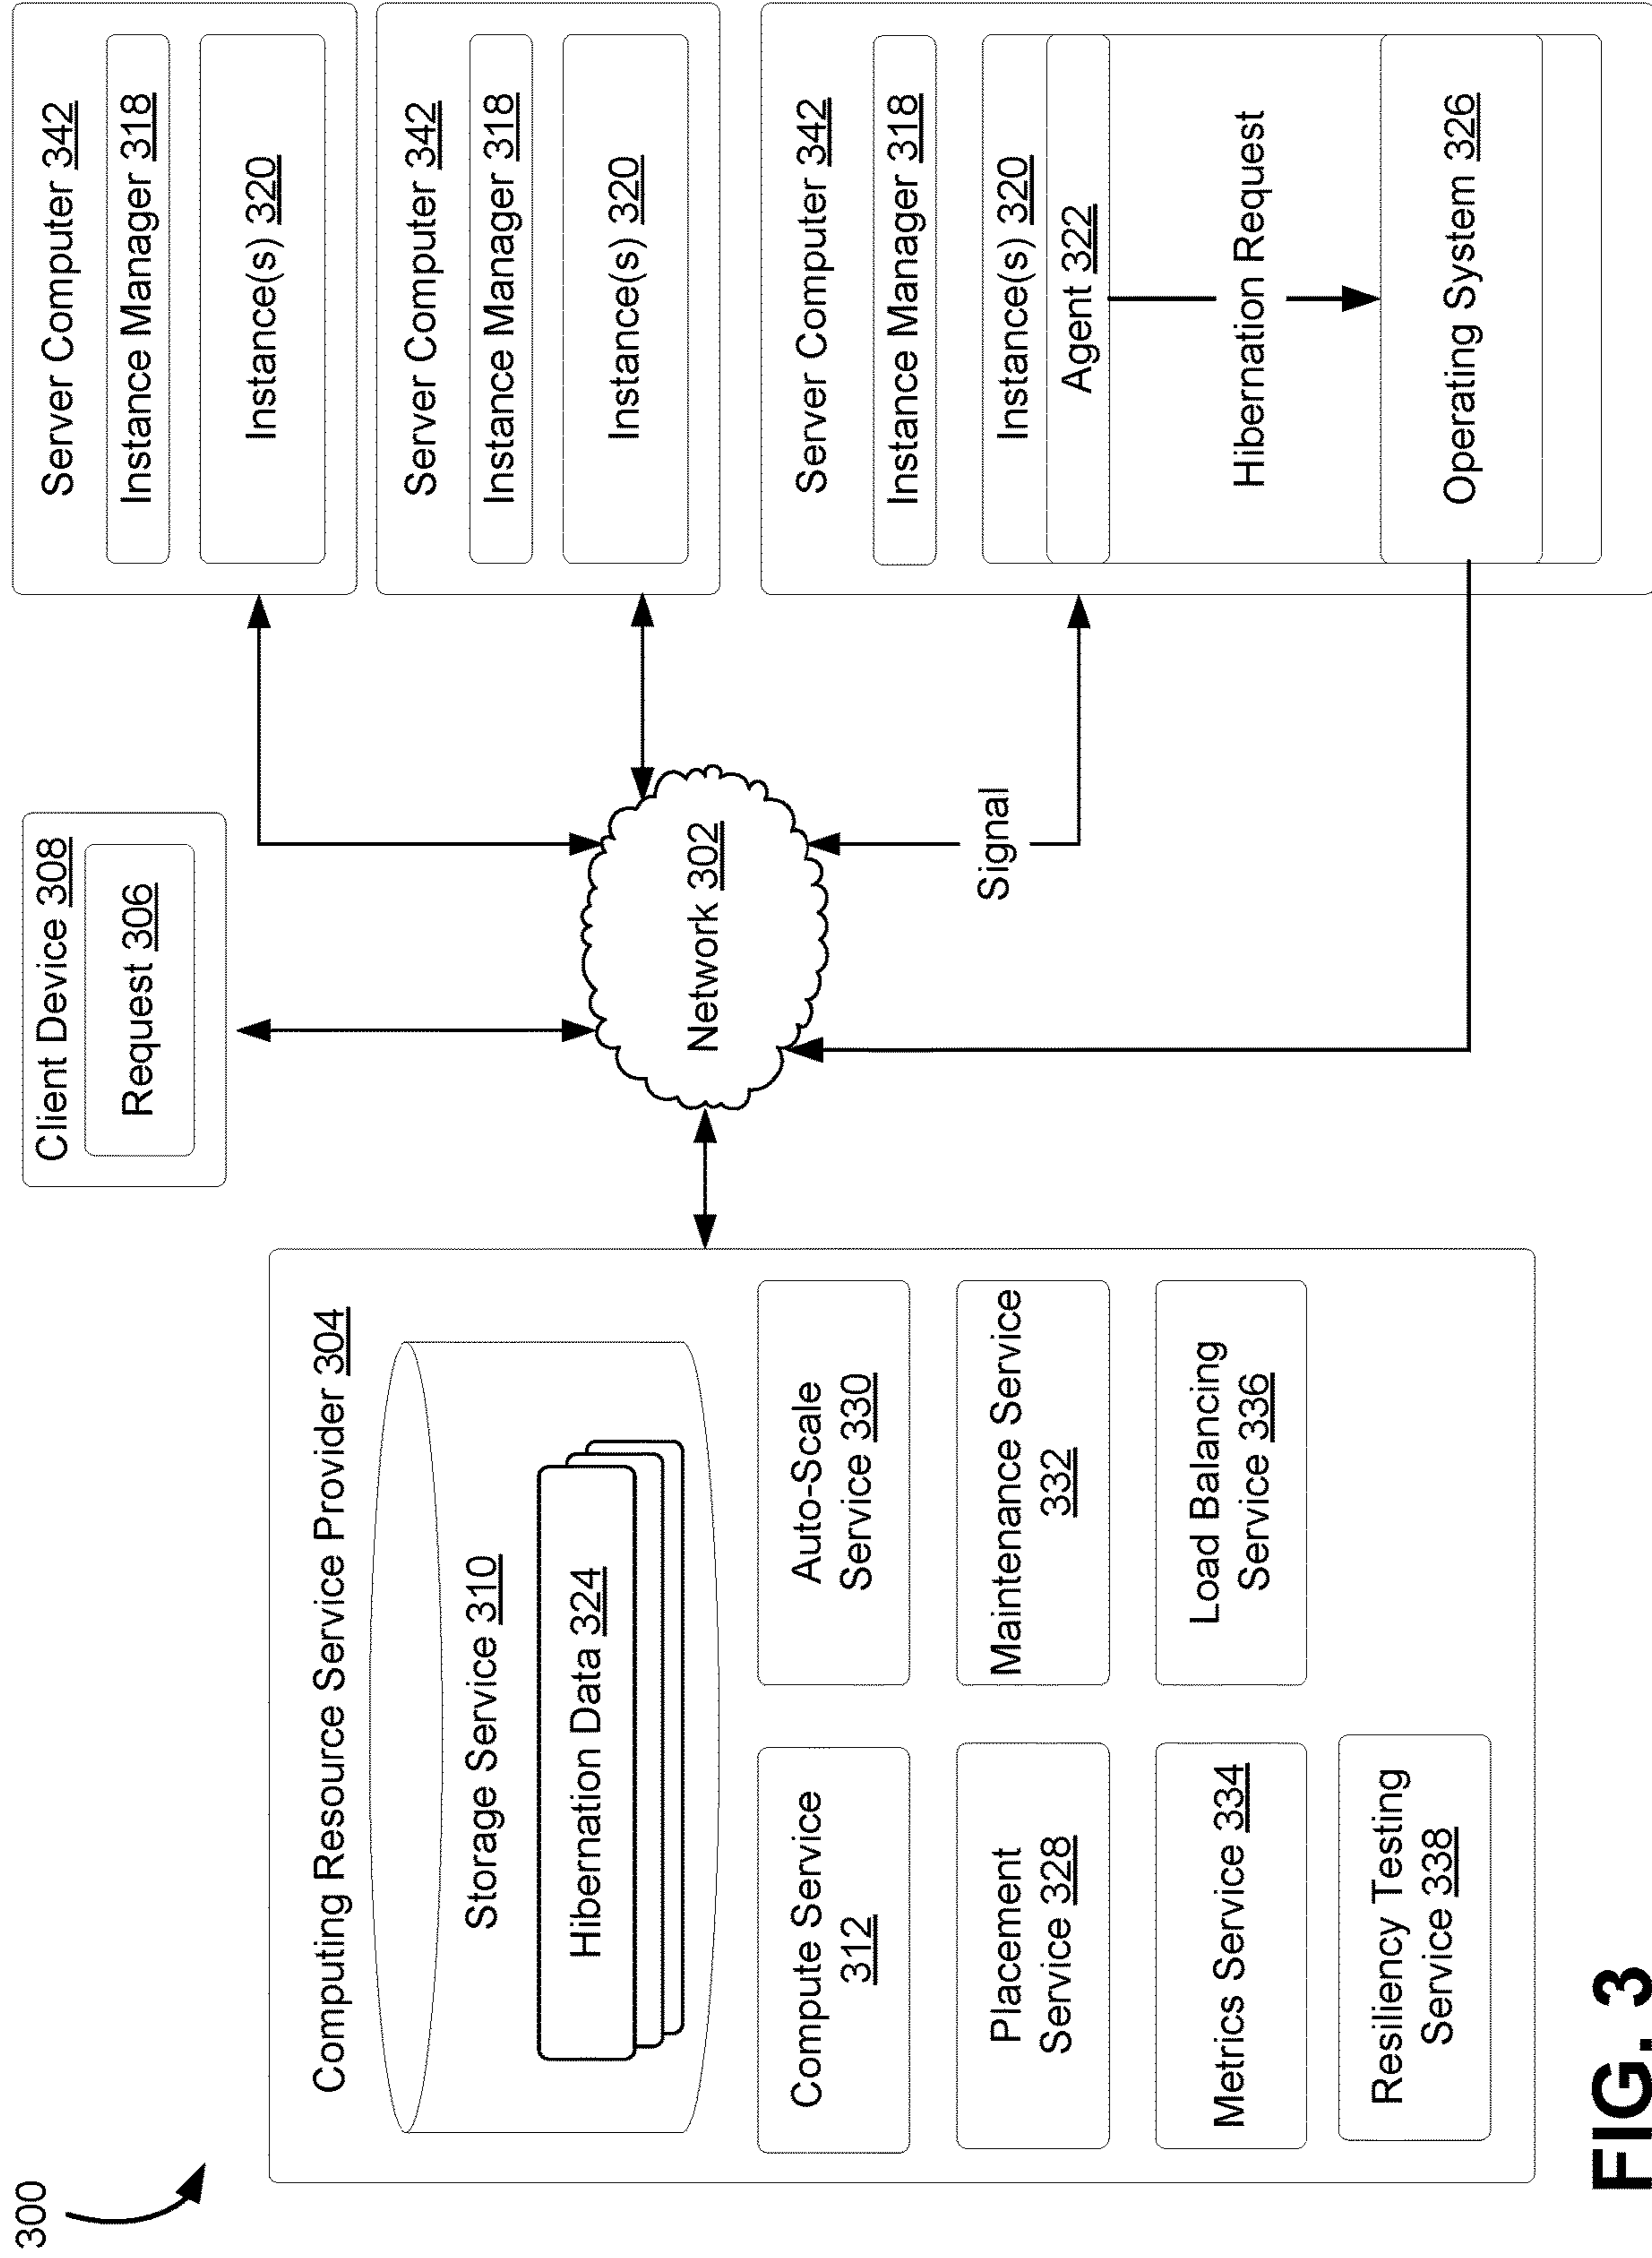 300
Computing Resource Service Provider 304
Storage Service 310
Hibernation Data 324
Compute Service
312
Auto-Scale
Service 330
Placement
Service 328
Maintenance Service
332
Metrics Service 334
Load Balancing
Service 336
Resiliency Testing
Service 338
Client Device 308
Request 306
Network 302
Signal
Server Computer 342
Instance Manager 318
Instance(s) 320
Server Computer 342
Instance Manager 318
Instance(s) 320
Server Computer 342
Instance Manager 318
Instance(s) 320
Agent 322
Hibernation Request
Operating System 326
FIG. 3